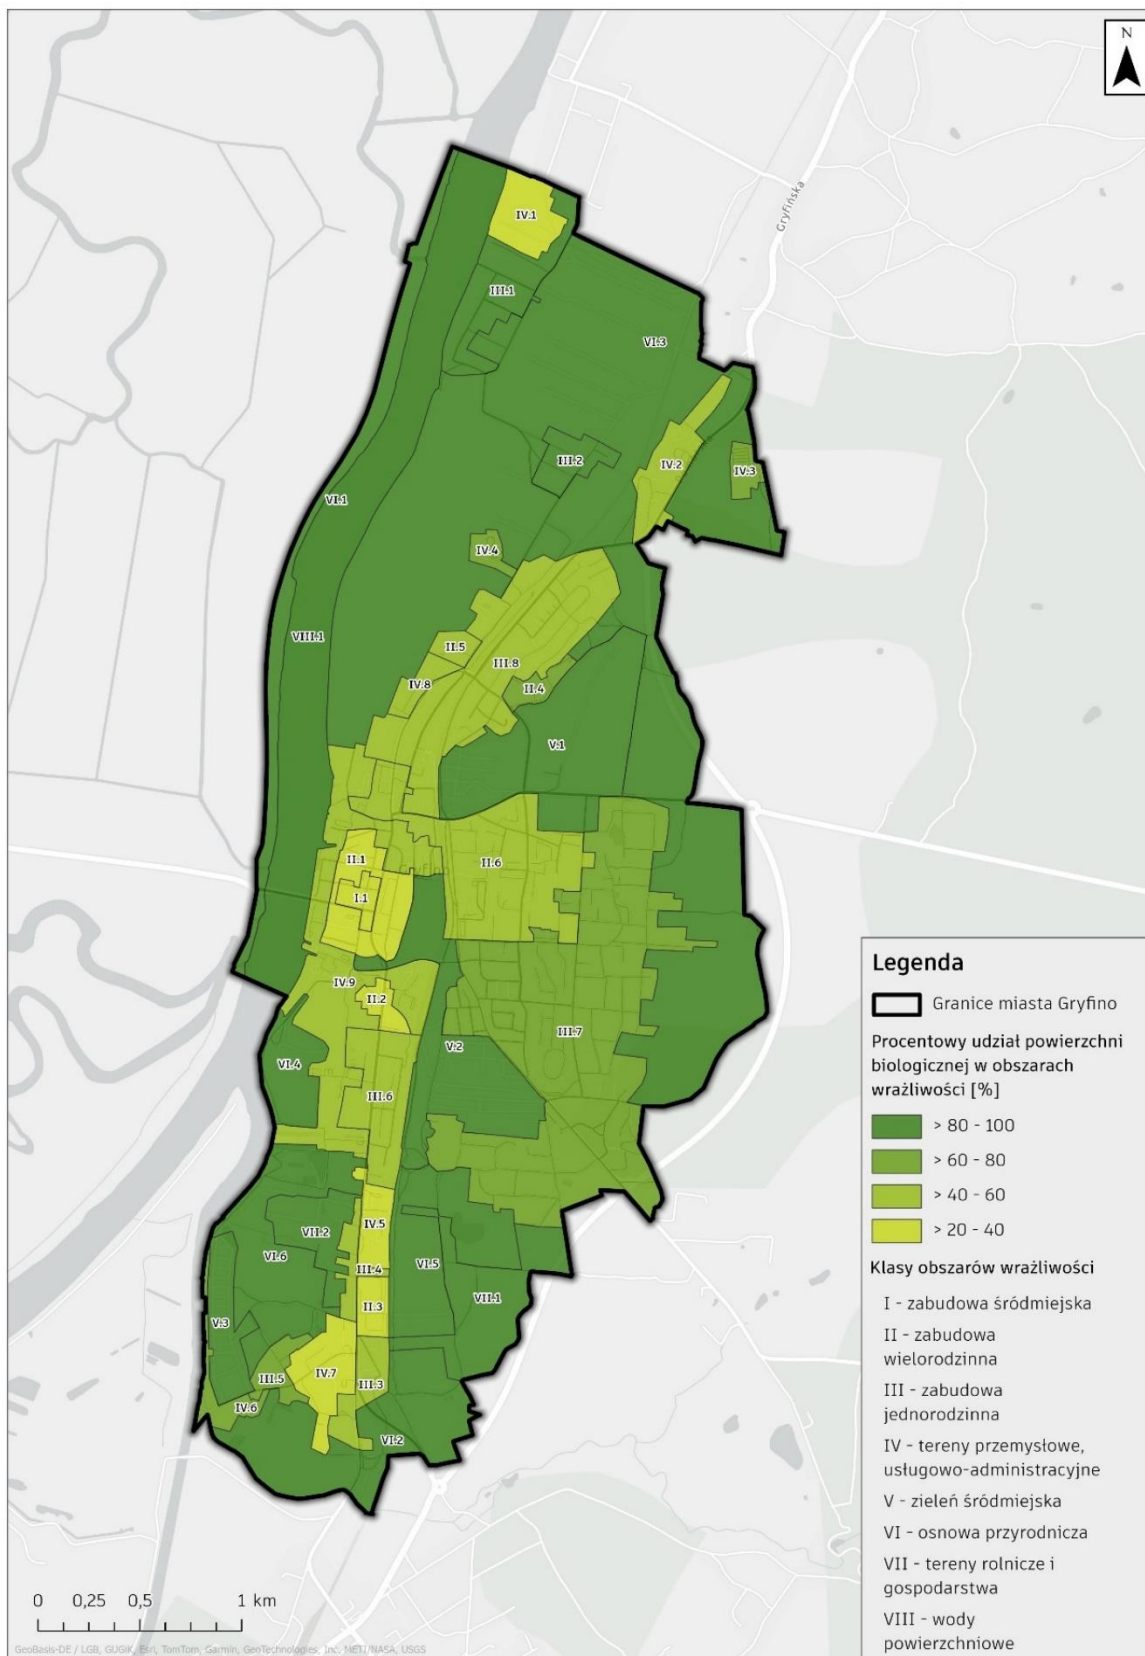 N
Gryfińska
IV.1
III.1
VI.3
III.2
IV.2
IV.3
VI.1
IV.4
VIII.1
II.5
III.8
IV.8
II.4
V.1
II.1
II.6
I.1
IV.9
II.2
III.7
V.2
VI.4
III.6
IV.5
VII.2
VI.6
VI.5
III.4
VII.1
II.3
V.3
IV.7
III.5
III.3
IV.6
VI.2
Legenda
Granice miasta Gryfino
Procentowy udział powierzchni
biologicznej w obszarach
wrażliwości [%]
> 80 - 100
> 60 - 80
> 40 - 60
> 20 - 40
Klasy obszarów wrażliwości
I - zabudowa śródmiejska
II - zabudowa
wielorodzinna
III - zabudowa
jednorodzinna
IV - tereny przemysłowe,
usługowo-administracyjne
V - zieleń śródmiejska
VI - osnowa przyrodnicza
VII - tereny rolnicze i
gospodarstwa
VIII - wody
powierzchniowe
0 0,25 0,5 1 km
GeoBasis-DE / LGB, GUGiK, Esri, TomTom, Garmin, GeoTechnologies, Inc, METI/NASA, USGS